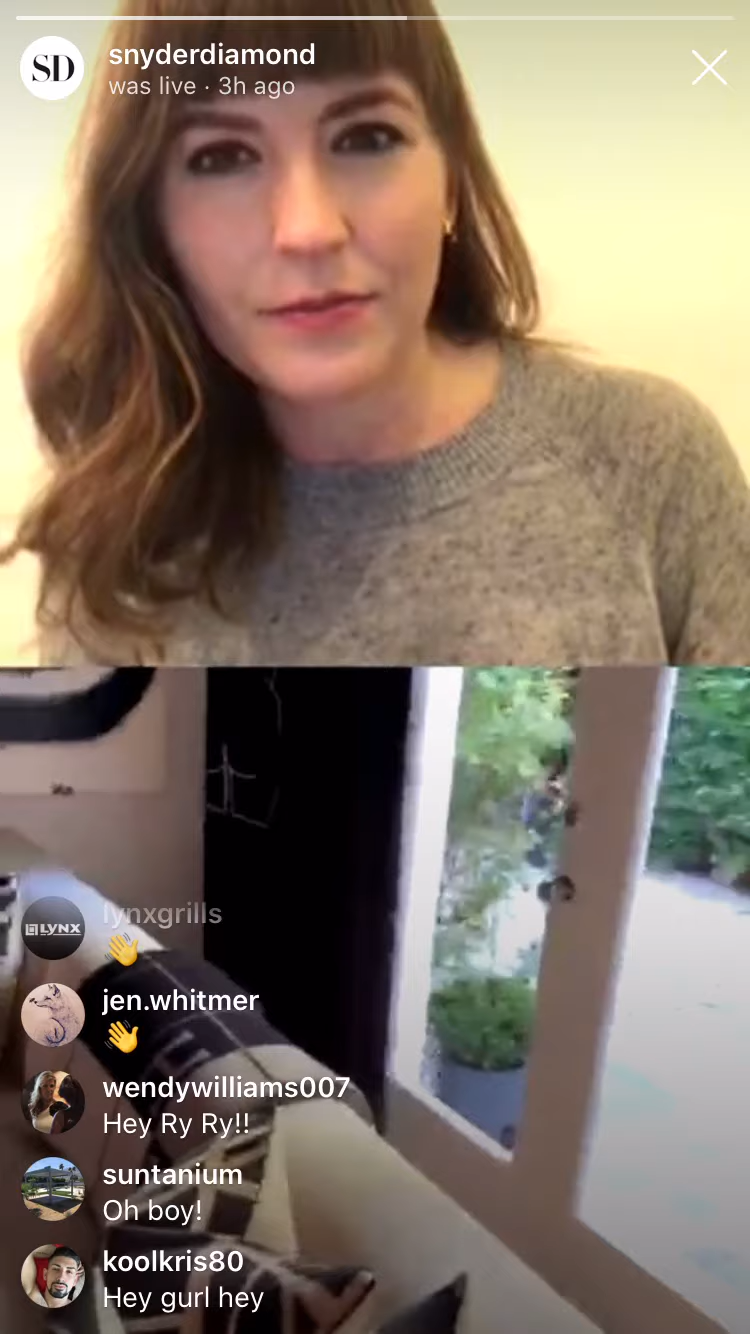 SD
snyderdiamond
was live · 3h ago
lynxgrills
LYNX
👋
jen.whitmer
👋
wendywilliams007
Hey Ry Ry!!
suntanium
Oh boy!
koolkris80
Hey gurl hey